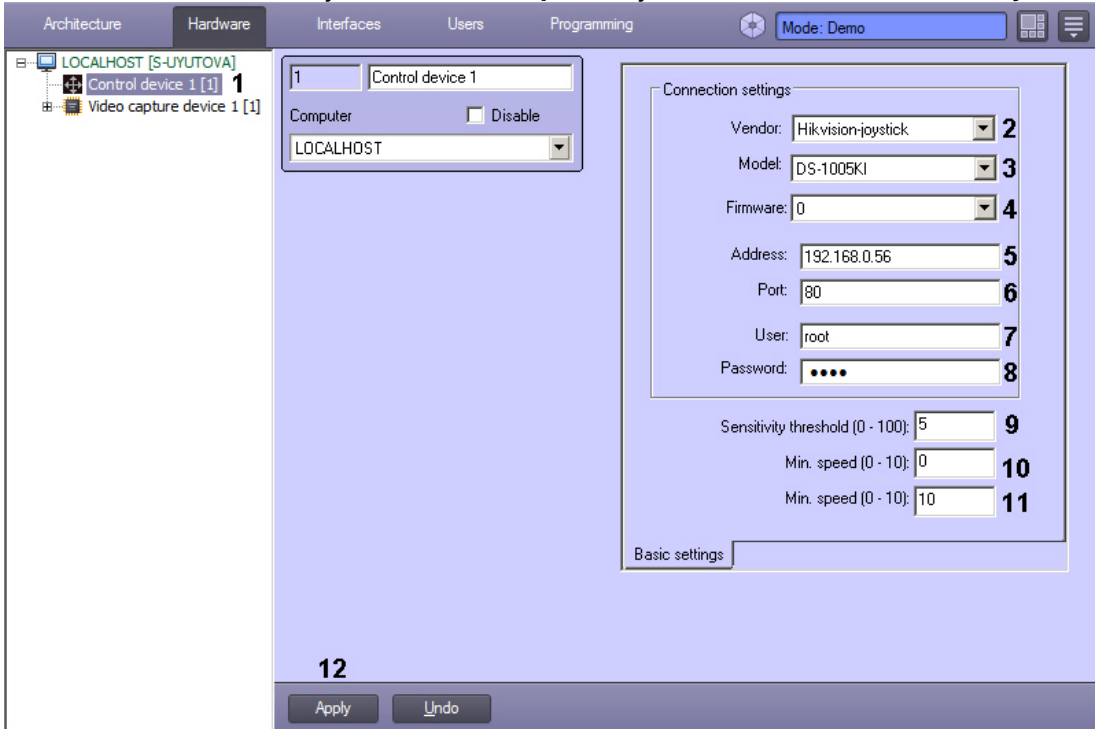 Architecture Hardware Interfaces Users Programming Mode: Demo
LOCALHOST [S-UYUTOVA]
Control device 1 [1] 1
Video capture device 1 [1]
1 Control device 1
Computer Disable
LOCALHOST
Connection settings
Vendor: Hikvision-joystick 2
Model: DS-1005KI 3
Firmware: 0 4
Address: 192.168.0.56 5
Port: 80 6
User: root 7
Password: •••• 8
Sensitivity threshold (0 - 100): 5 9
Min. speed (0 - 10): 0 10
Min. speed (0 - 10): 10 11
Basic settings
12
Apply Undo